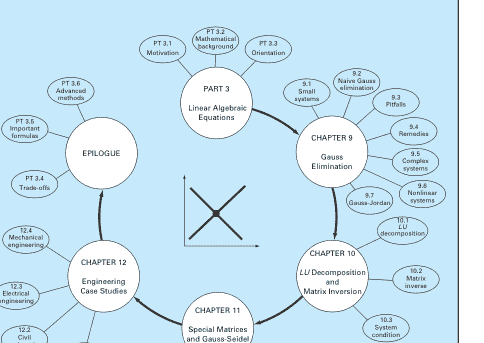 PT 3.1
Motivation
PT 3.2
Mathematical
background
PT 3.3
Orientation
PART 3
Linear Algebraic
Equations
9.1
Small
systems
9.2
Naive Gauss
elimination
9.3
Pitfalls
9.4
Remedies
9.5
Complex
systems
9.6
Nonlinear
systems
9.7
Gauss-Jordan
CHAPTER 9
Gauss
Elimination
10.1
LU
decomposition
10.2
Matrix
inverse
10.3
System
condition
CHAPTER 10
LU Decomposition
and
Matrix Inversion
CHAPTER 11
Special Matrices
and Gauss-Seidel
CHAPTER 12
Engineering
Case Studies
12.4
Mechanical
engineering
12.3
Electrical
engineering
12.2
Civil
EPILOGUE
PT 3.6
Advanced
methods
PT 3.5
Important
formulas
PT 3.4
Trade-offs